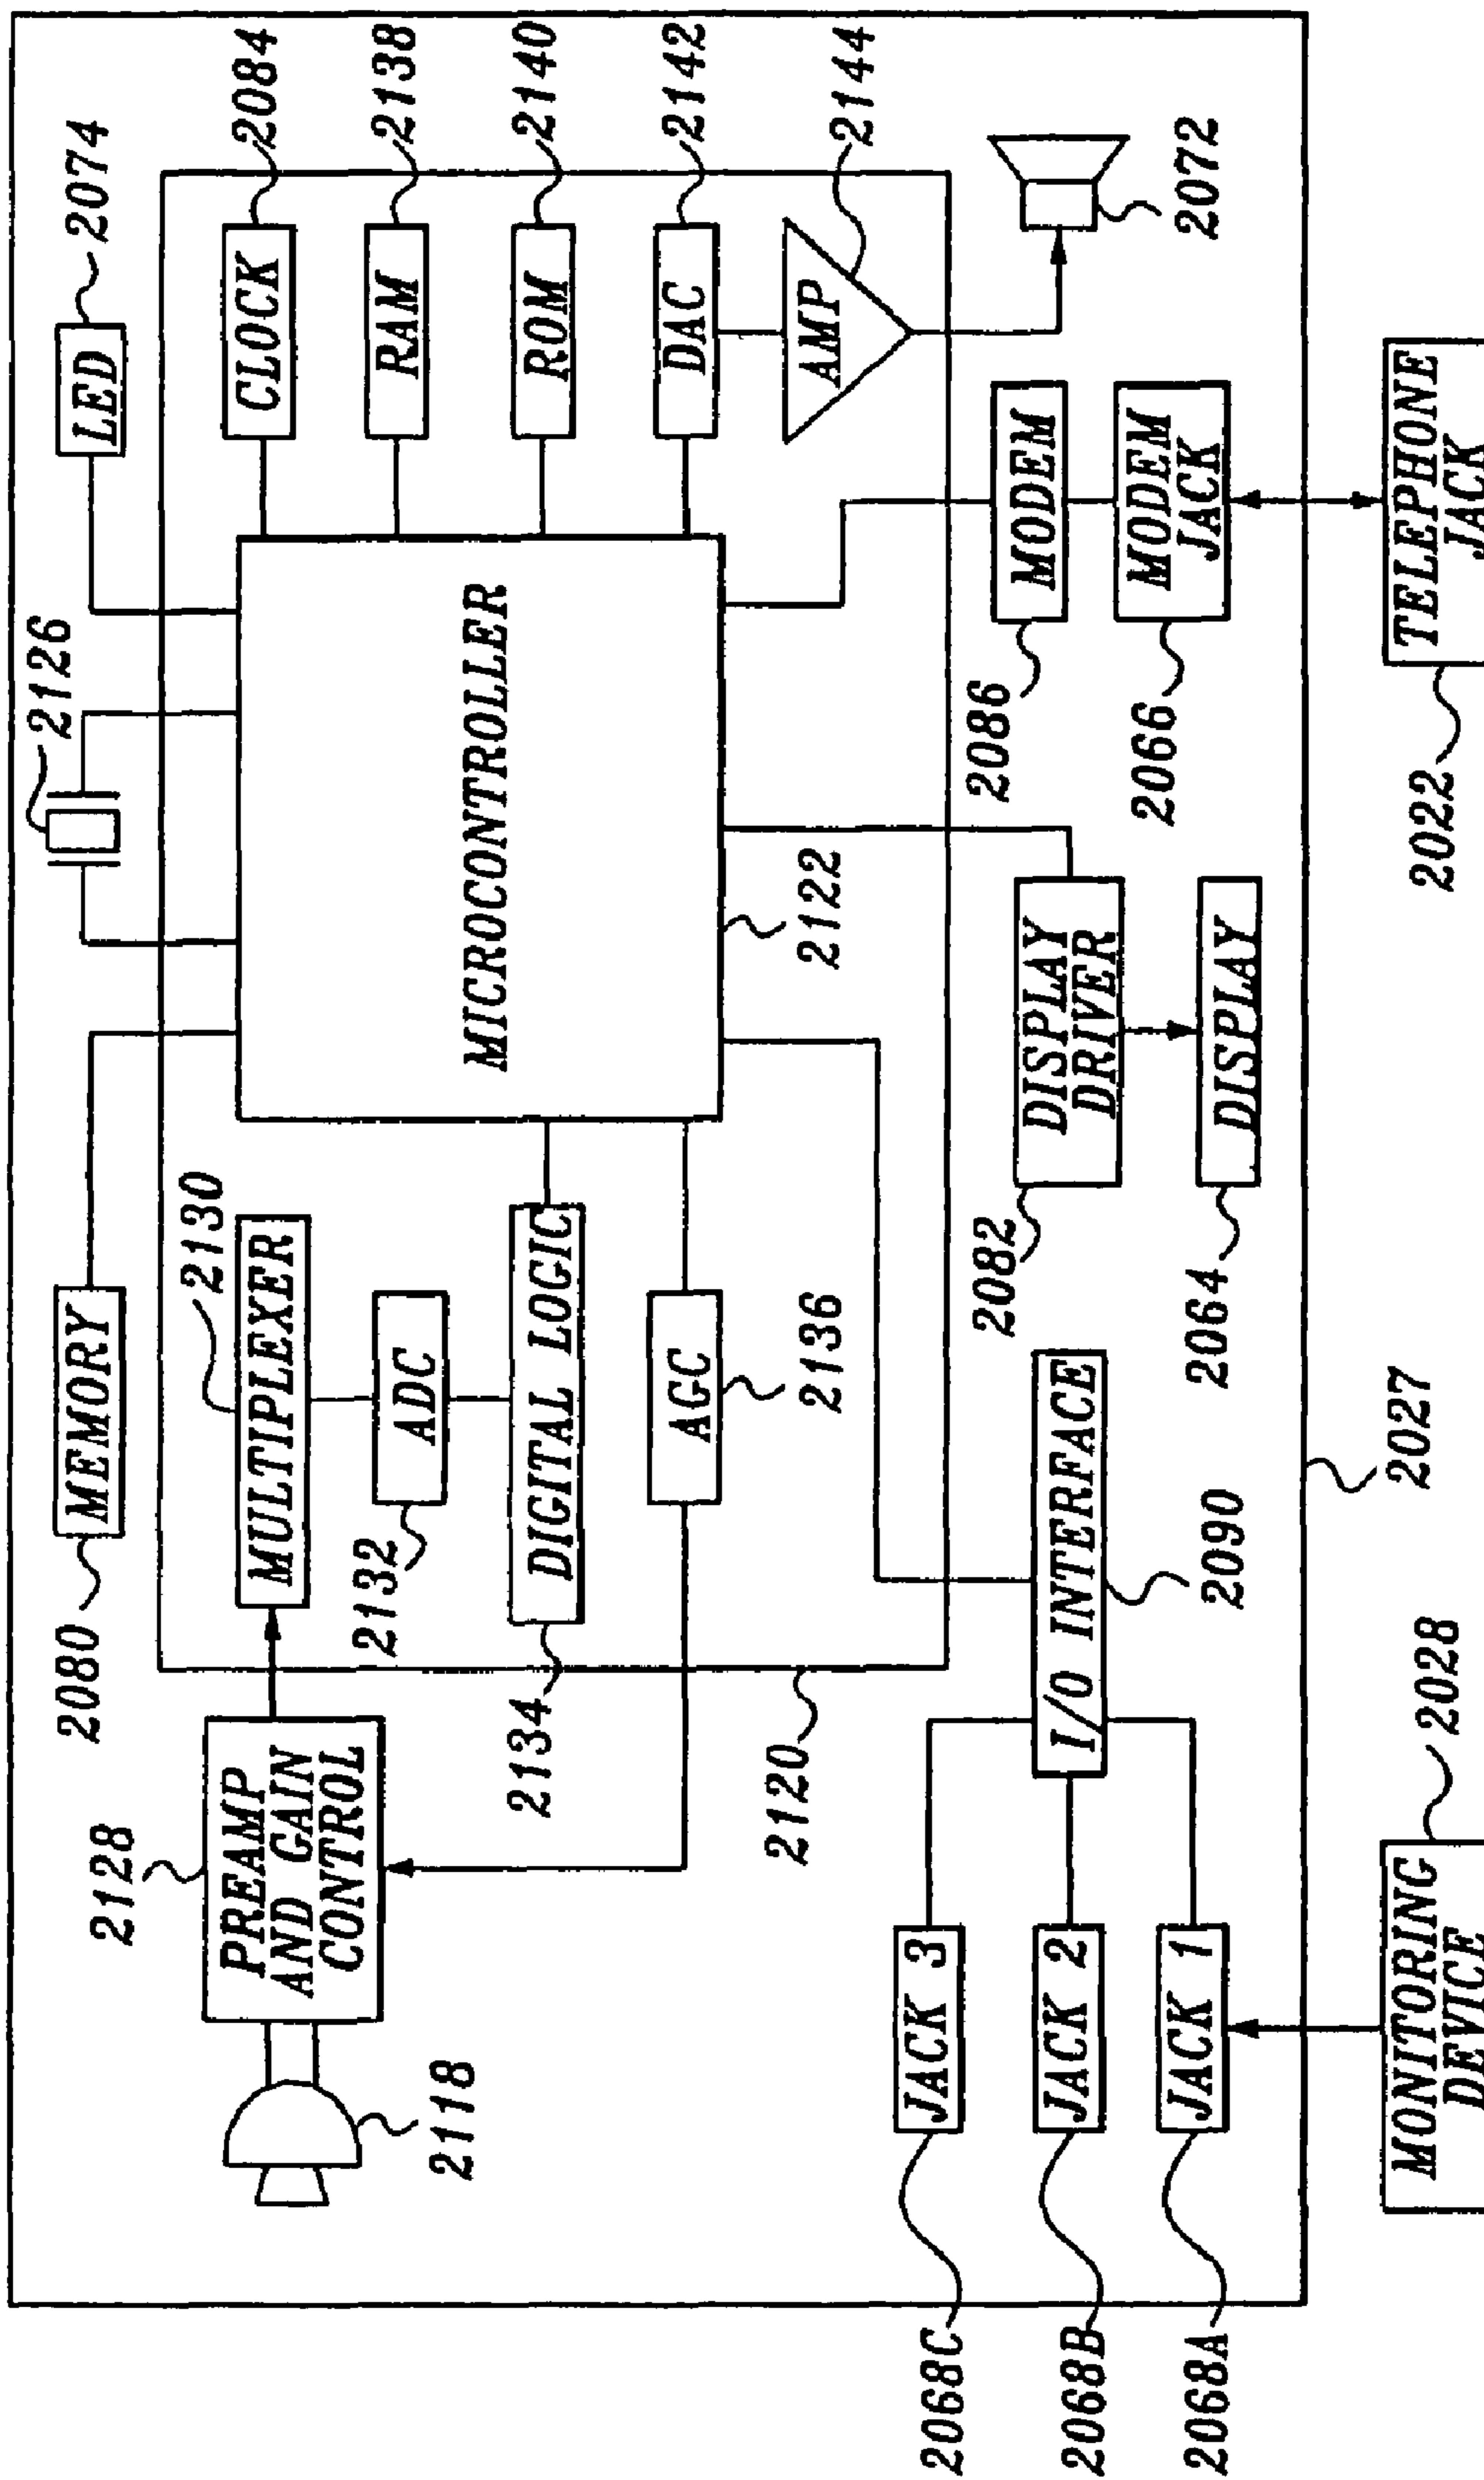 2126
2074
LED
2084
CLOCK
2138
RAM
2140
ROM
2142
DAC
2144
AMP
2072
2080
MEMORY
2128
PREAMP
AND GAIN
CONTROL
2118
2130
MULTIPLEXER
2132
ADC
2134
DIGITAL LOGIC
AGC
2136
MICROCONTROLLER
2122
2120
2086
MODEM
2066
MODEM
JACK
2082
DISPLAY
DRIVER
2064
DISPLAY
I/O INTERFACE
2090
2068C
JACK 3
2068B
JACK 2
2068A
JACK 1
2027
2028
MONITORING
DEVICE
2022
TELEPHONE
JACK